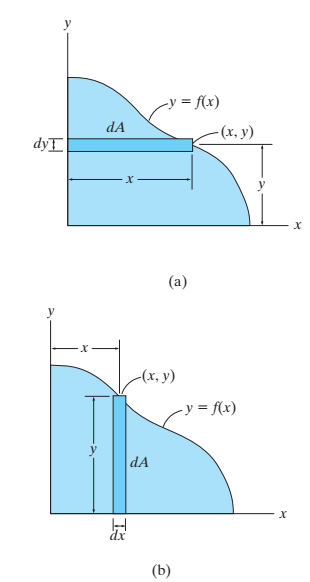 y
y = f(x)
dA
(x, y)
dy
x
y
x
(a)
y
x
(x, y)
y = f(x)
y
dA
x
dx
(b)